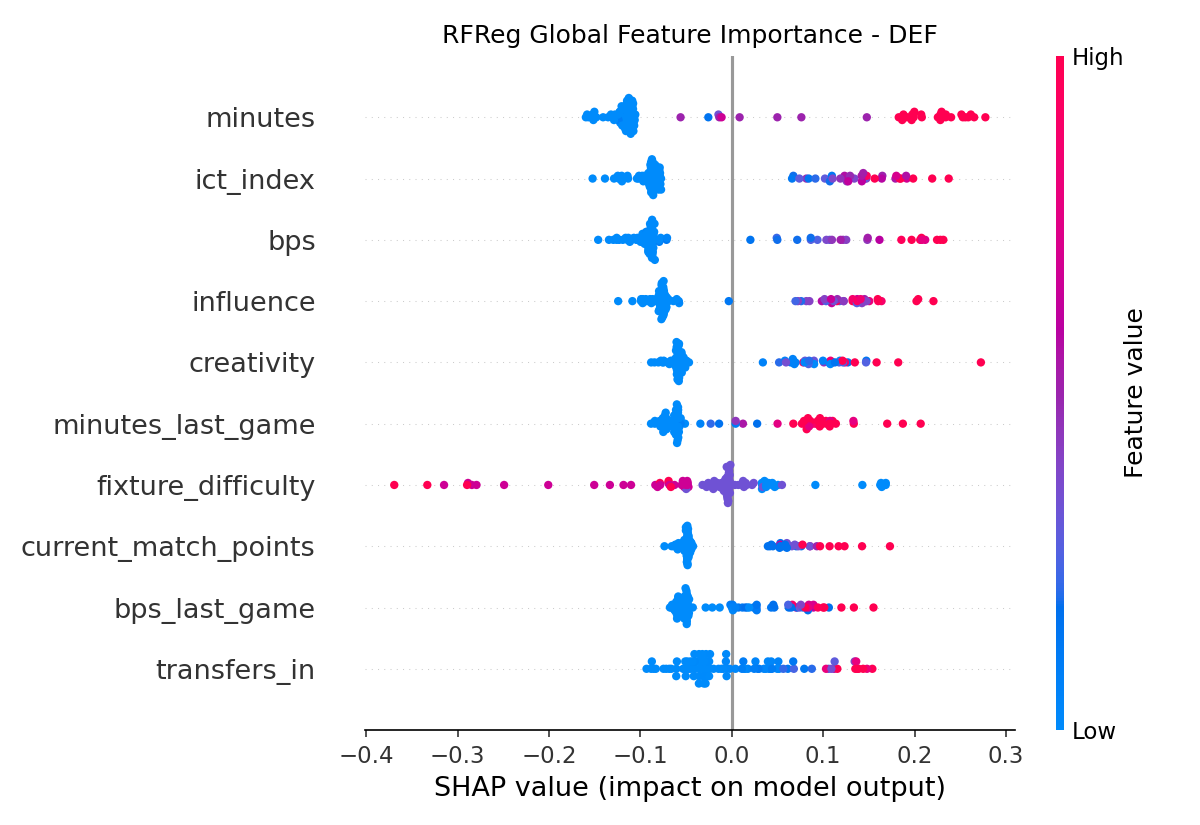 RFReg Global Feature Importance - DEF
High
minutes
ict_index
bps
influence
creativity
minutes_last_game
fixture_difficulty
current_match_points
bps_last_game
transfers_in
Feature value
Low
−0.4 −0.3 −0.2 −0.1 0.0 0.1 0.2 0.3
SHAP value (impact on model output)